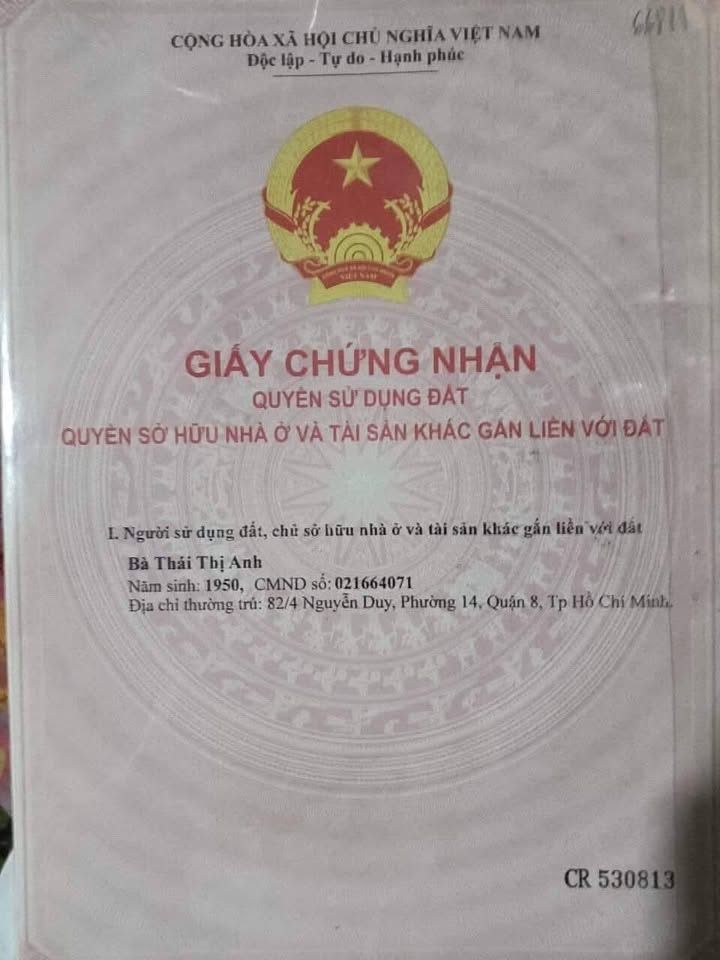 66811
CỘNG HÒA XÃ HỘI CHỦ NGHĨA VIỆT NAM
Độc lập - Tự do - Hạnh phúc
VIỆT NAM
GIẤY CHỨNG NHẬN
QUYỀN SỬ DỤNG ĐẤT
QUYỀN SỞ HỮU NHÀ Ở VÀ TÀI SẢN KHÁC GẮN LIỀN VỚI ĐẤT
I. Người sử dụng đất, chủ sở hữu nhà ở và tài sản khác gắn liền với đất
Bà Thái Thị Anh
Năm sinh: 1950, CMND số: 021664071
Địa chỉ thường trú: 82/4 Nguyễn Duy, Phường 14, Quận 8, Tp Hồ Chí Minh.
CR 530813